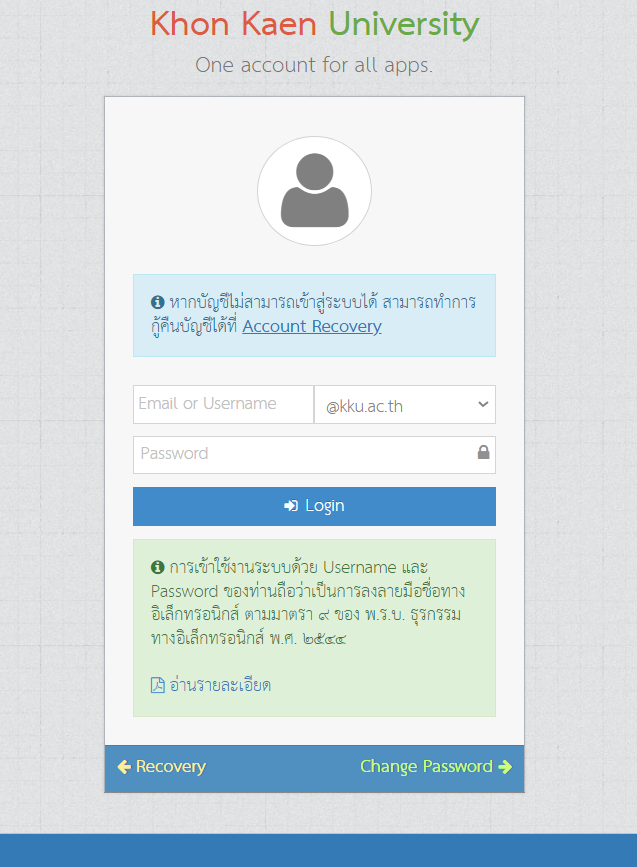 Khon Kaen University
One account for all apps.
หากบัญชีไม่สามารถเข้าสู่ระบบได้ สามารถทำการ
กู้คืนบัญชีได้ที่ Account Recovery
Email or Username @kku.ac.th
Password
Login
การเข้าใช้งานระบบด้วย Username และ
Password ของท่านถือว่าเป็นการลงลายมือชื่อทาง
อิเล็กทรอนิกส์ ตามมาตรา ๙ ของ พ.ร.บ. ธุรกรรม
ทางอิเล็กทรอนิกส์ พ.ศ. ๒๕๔๔
อ่านรายละเอียด
Recovery Change Password